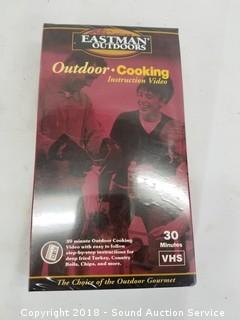 EASTMAN
OUTDOORS
Outdoor • Cooking
Instruction Video
30 minute Outdoor Cooking
Video with easy to follow
step-by-step instructions for
deep fried Turkey, Country
Rolls, Chips, and more.
30
Minutes
VHS
The Choice of the Outdoor Gourmet
Copyright 2018 - Sound Auction Service